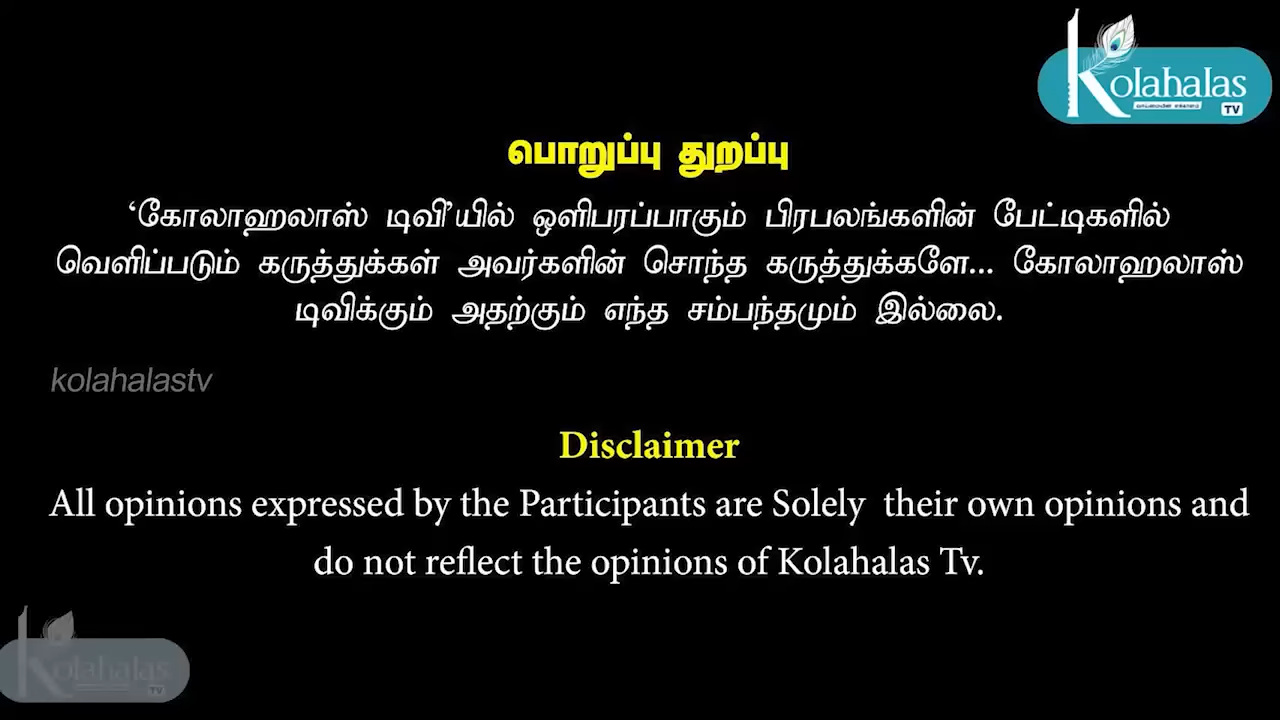 Kolahalas
TV
பொறுப்பு துறப்பு
‘கோலாஹலாஸ் டிவி’யில் ஒளிபரப்பாகும் பிரபலங்களின் பேட்டிகளில்
வெளிப்படும் கருத்துக்கள் அவர்களின் சொந்த கருத்துக்களே... கோலாஹலாஸ்
டிவிக்கும் அதற்கும் எந்த சம்பந்தமும் இல்லை.
kolahalastv
Disclaimer
All opinions expressed by the Participants are Solely their own opinions and
do not reflect the opinions of Kolahalas Tv.
Kolahalas
TV